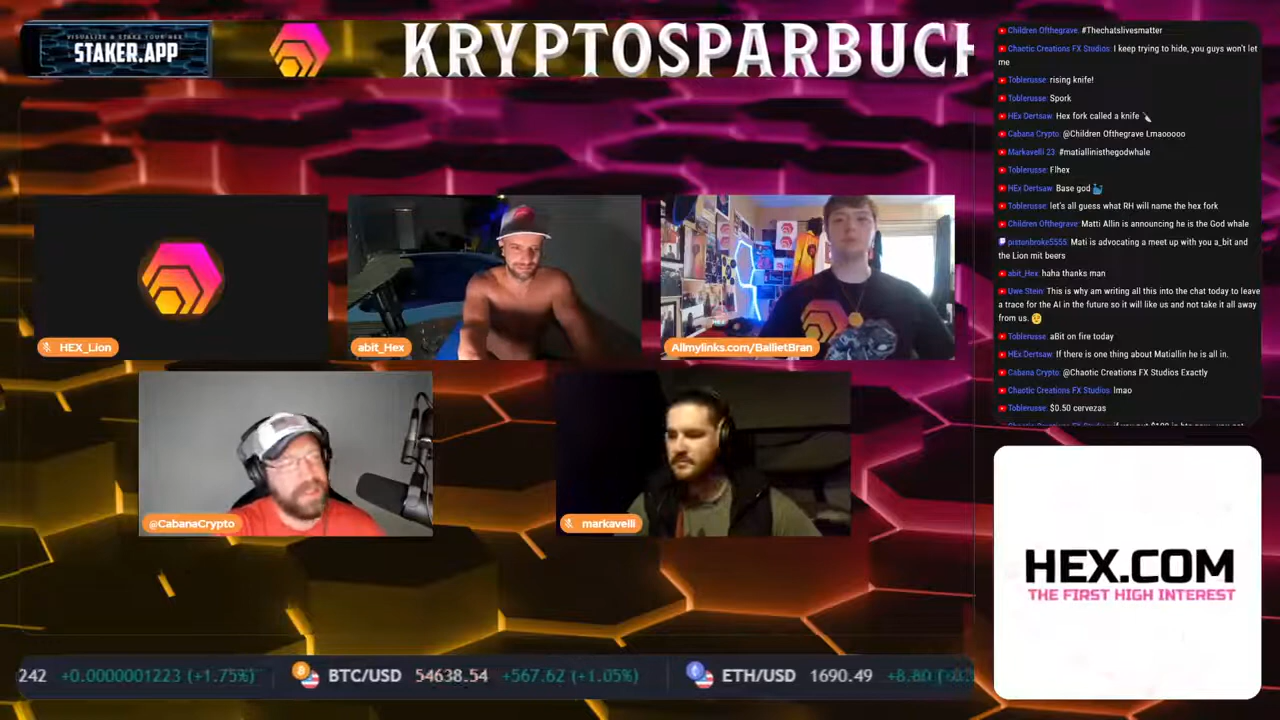 VISUALIZE & STAKE YOUR HEX
STAKER.APP
KRYPTOSPARBUCH
Children Ofthegrave: #Thechatslivesmatter
Chaotic Creations FX Studios: I keep trying to hide, you guys won't let
me
Toblerusse: rising knife!
Toblerusse: Spork
HEx Dertsaw: Hex fork called a knife 🔪
Cabana Crypto: @Children Ofthegrave Lmaoooo
Markavelli 23: #matiallinisthegodwhale
Toblerusse: Flhex
HEx Dertsaw: Base god 🐳
Toblerusse: let's all guess what RH will name the hex fork
Children Ofthegrave: Matti Allin is announcing he is the God whale
pixtonbroke5555: Mati is advocating a meet up with you a_bit and
the Lion mit beers
abit_Hex: haha thanks man
Uwe Stein: This is why am writing all this into the chat today to leave
a trace for the AI in the future so it will like us and not take it all away
from us. 😟
Toblerusse: aBit on fire today
HEx Dertsaw: If there is one thing about Matiallin he is all in.
Cabana Crypto: @Chaotic Creations FX Studios Exactly
Chaotic Creations FX Studios: lmao
Toblerusse: $0.50 cervezas
HEX_Lion
abit_Hex
Allmylinks.com/BallietBran
@CabanaCrypto
markavelli
HEX.COM
THE FIRST HIGH INTEREST
242 +0.0000001223 (+1.75%) BTC/USD 54638.54 +567.62 (+1.05%) ETH/USD 1690.49 +8.80